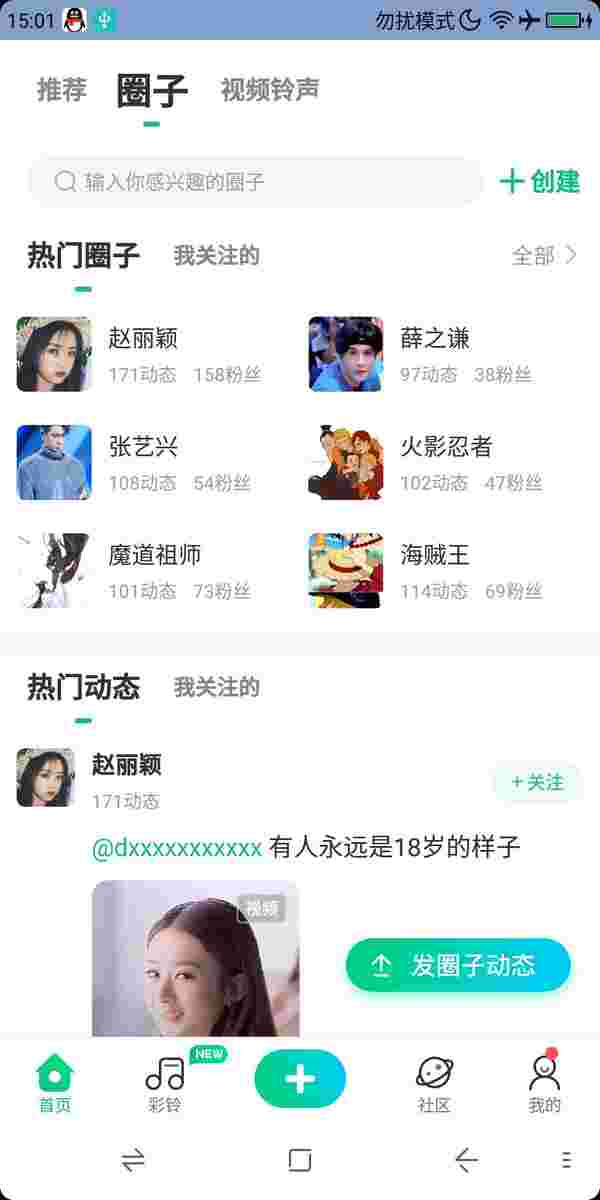 15:01 勿扰模式
推荐 圈子 视频铃声
输入你感兴趣的圈子 创建
热门圈子 我关注的 全部
赵丽颖 薛之谦
171动态 158粉丝 97动态 38粉丝
张艺兴 火影忍者
108动态 54粉丝 102动态 47粉丝
魔道祖师 海贼王
101动态 73粉丝 114动态 69粉丝
热门动态 我关注的
赵丽颖
171动态 +关注
@dxxxxxxxxxxx 有人永远是18岁的样子
视频
发圈子动态
NEW
首页 彩铃 社区 我的